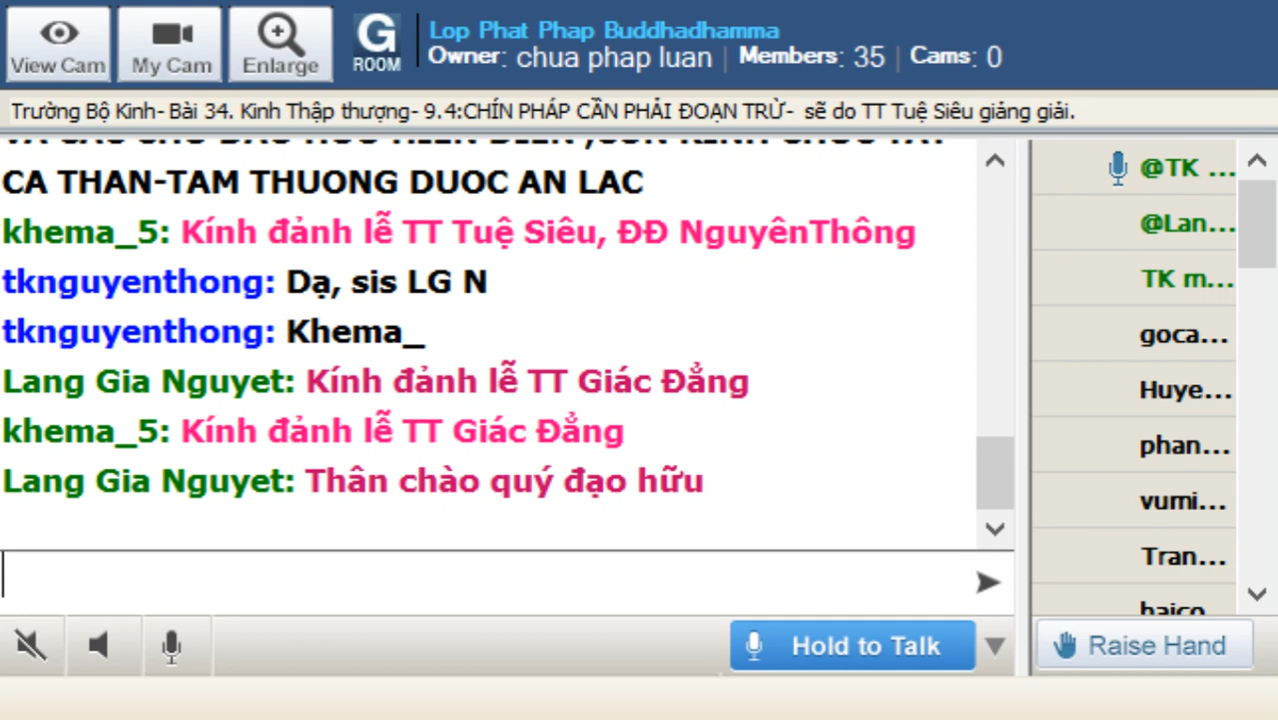 View Cam
My Cam
Enlarge
G
ROOM
Lop Phat Phap Buddhadhamma
Owner: chua phap luan | Members: 35 | Cams: 0
Trường Bộ Kinh- Bài 34. Kinh Thập thượng- 9.4:CHÍN PHÁP CẦN PHẢI ĐOẠN TRỪ- sẽ do TT Tuệ Siêu giảng giải.
CA THAN-TAM THUONG DUOC AN LAC
khema_5: Kính đảnh lễ TT Tuệ Siêu, ĐĐ NguyênThông
tknguyenthong: Dạ, sis LG N
tknguyenthong: Khema_
Lang Gia Nguyet: Kính đảnh lễ TT Giác Đẳng
khema_5: Kính đảnh lễ TT Giác Đẳng
Lang Gia Nguyet: Thân chào quý đạo hữu
@TK ...
@Lan...
TK m...
goca...
Huye...
phan...
vumi...
Tran...
Hold to Talk
Raise Hand